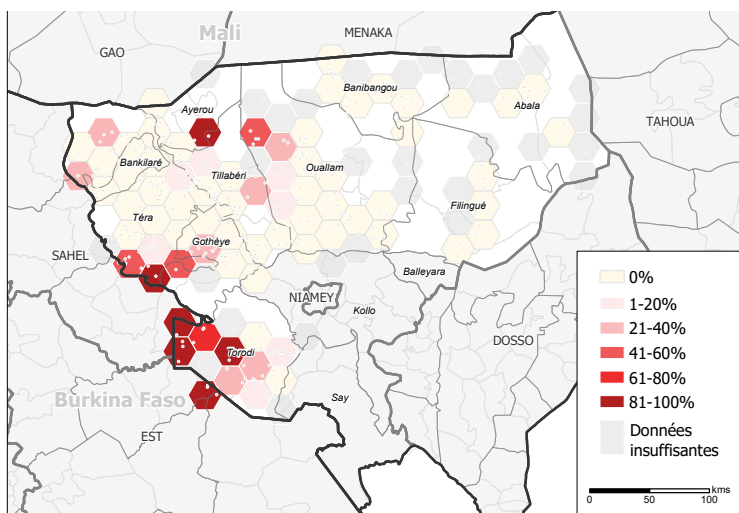 Mali
MENAKA
GAO
Banibangou
Abala
Ayerou
TAHOUA
Bankilaré
Ouallam
Tillabéri
Filingué
Téra
Gothèye
SAHEL
Balleyara
NIAMEY
Kollo
DOSSO
Torodi
Say
Burkina Faso
EST
0%
1-20%
21-40%
41-60%
61-80%
81-100%
Données
insuffisantes
kms
0 50 100